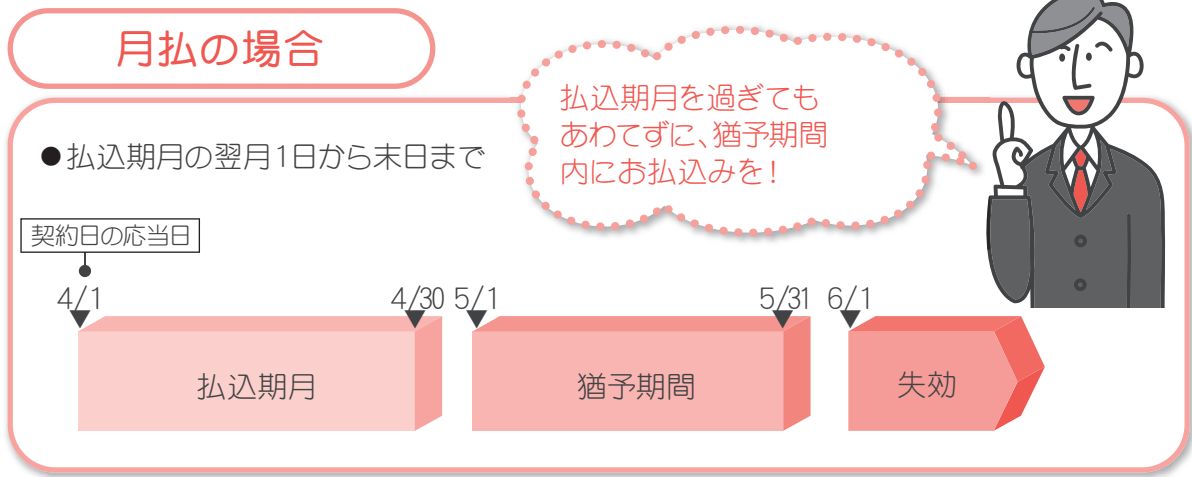 月払の場合
払込期月を過ぎても
あわてずに、猶予期間
内にお払込みを！
●払込期月の翌月1日から末日まで
契約日の応当日
4/1
4/30
5/1
5/31
6/1
払込期月
猶予期間
失効